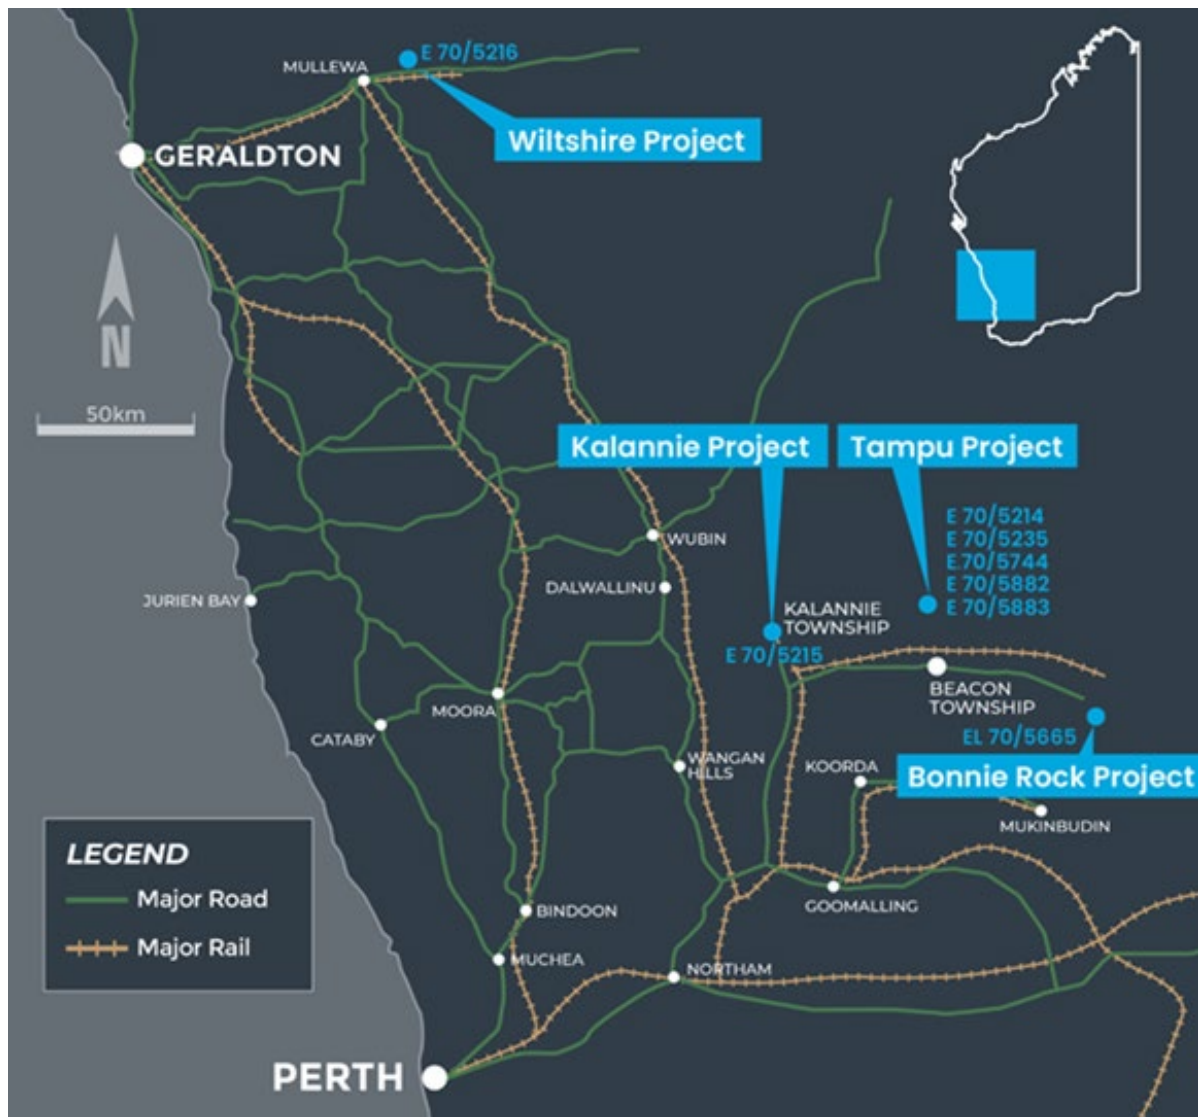 E 70/5216
MULLEWA
Wiltshire Project
GERALDTON
N
50km
Kalannie Project
Tampu Project
E 70/5214
E 70/5235
E.70/5744
E 70/5882
E 70/5883
WUBIN
DALWALLINU
JURIEN BAY
KALANNIE
TOWNSHIP
E 70/5215
BEACON
TOWNSHIP
MOORA
CATABY
EL 70/5665
WANGAN
HILLS
KOORDA
Bonnie Rock Project
MUKINBUDIN
LEGEND
Major Road
Major Rail
GOOMALLING
BINDOON
MUCHEA
NORTHAM
PERTH